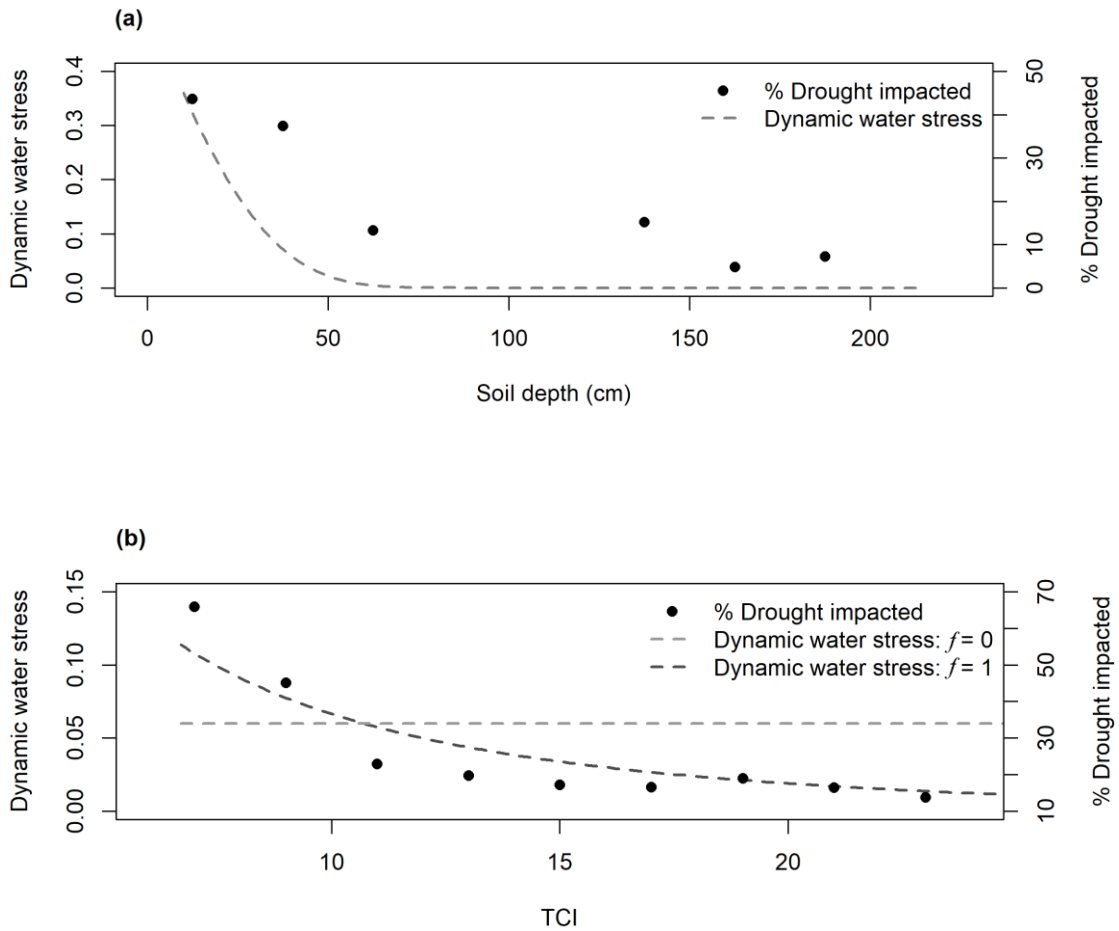 (a)
Dynamic water stress
0.4
0.3
0.2
0.1
0.0
% Drought impacted
Dynamic water stress
50
30
10
0
% Drought impacted
0
50
100
150
200
Soil depth (cm)
(b)
Dynamic water stress
0.15
0.10
0.05
0.00
% Drought impacted
Dynamic water stress: f = 0
Dynamic water stress: f = 1
70
50
30
10
% Drought impacted
10
15
20
TCI